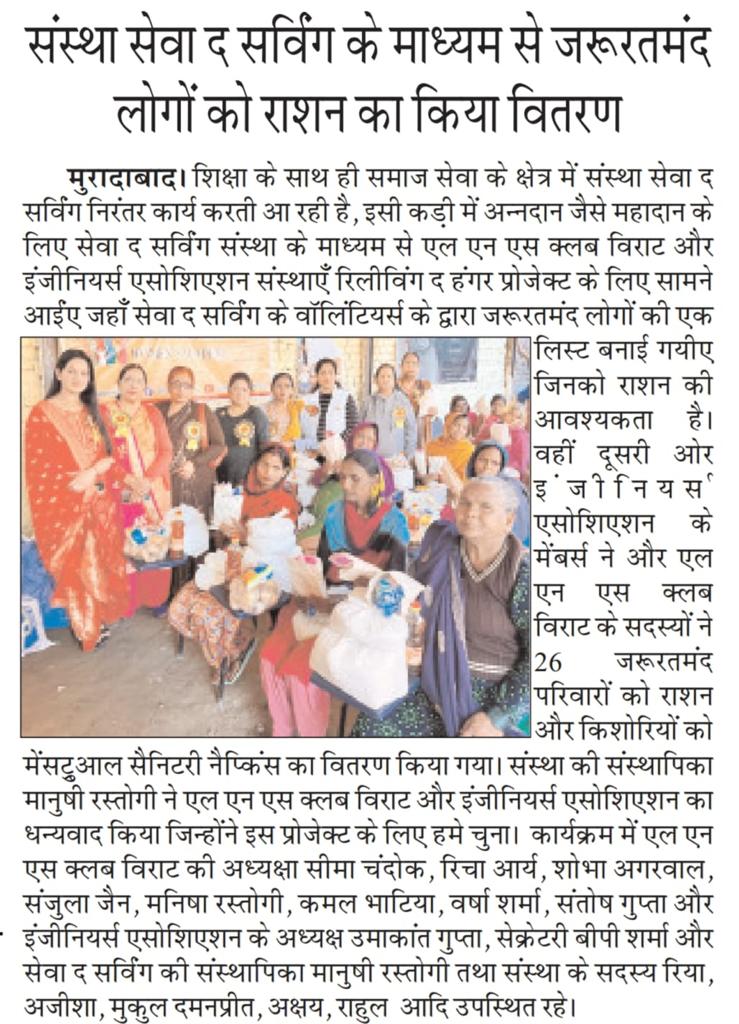 संस्था सेवा द सर्विंग के माध्यम से जरूरतमंद
लोगों को राशन का किया वितरण
मुरादाबाद। शिक्षा के साथ ही समाज सेवा के क्षेत्र में संस्था सेवा द
सर्विंग निरंतर कार्य करती आ रही है, इसी कड़ी में अन्नदान जैसे महादान के
लिए सेवा द सर्विंग संस्था के माध्यम से एल एन एस क्लब विराट और
इंजीनियर्स एसोशिएशन संस्थाएँ रिलीविंग द हंगर प्रोजेक्ट के लिए सामने
आईंए जहाँ सेवा द सर्विंग के वॉलिंटियर्स के द्वारा जरूरतमंद लोगों की एक
लिस्ट बनाई गयीए
जिनको राशन की
आवश्यकता है।
वहीं दूसरी ओर
इंजीनियर्स
एसोशिएशन के
मेंबर्स ने और एल
एन एस क्लब
विराट के सदस्यों ने
26 जरूरतमंद
परिवारों को राशन
और किशोरियों को
मेंसट्रुआल सैनिटरी नैप्किंस का वितरण किया गया। संस्था की संस्थापिका
मानुषी रस्तोगी ने एल एन एस क्लब विराट और इंजीनियर्स एसोशिएशन का
धन्यवाद किया जिन्होंने इस प्रोजेक्ट के लिए हमे चुना। कार्यक्रम में एल एन
एस क्लब विराट की अध्यक्षा सीमा चंदोक, रिचा आर्य, शोभा अगरवाल,
संजुला जैन, मनिषा रस्तोगी, कमल भाटिया, वर्षा शर्मा, संतोष गुप्ता और
इंजीनियर्स एसोशिएशन के अध्यक्ष उमाकांत गुप्ता, सेक्रेटरी बीपी शर्मा और
सेवा द सर्विंग की संस्थापिका मानुषी रस्तोगी तथा संस्था के सदस्य रिया,
अजीशा, मुकुल दमनप्रीत, अक्षय, राहुल आदि उपस्थित रहे।